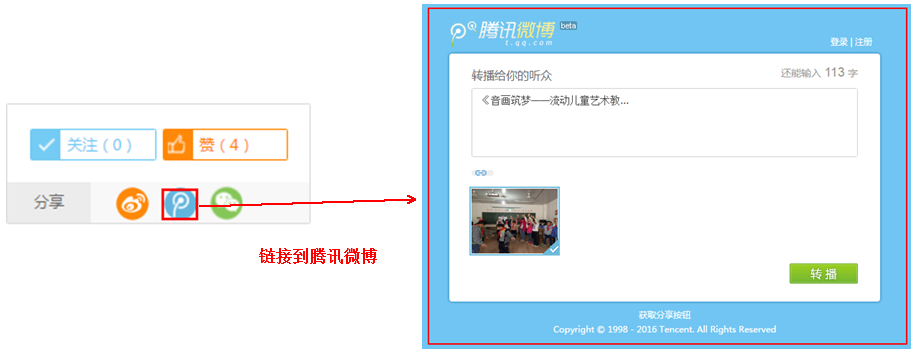 关注（0）
赞（4）
分享
链接到腾讯微博
腾讯微博 beta
t.qq.com
登录 | 注册
转播给你的听众
还能输入 113 字
《音画筑梦——流动儿童艺术教...
转 播
获取分享按钮
Copyright © 1998 - 2016 Tencent. All Rights Reserved